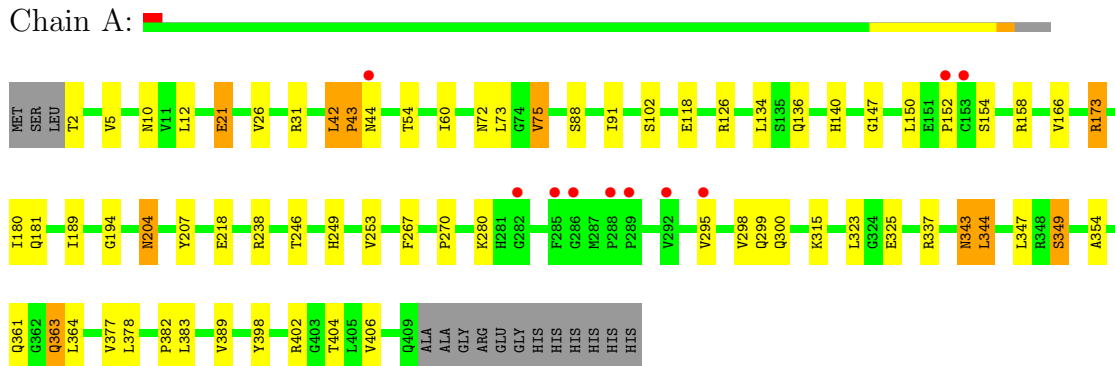 Chain A:
MET SER LEU T2 V5 N10 V11 L12 E21 V26 R31 L42 P43 N44 T54 I60 N72 L73 G74 V75 S88 I91 S102 E118 R126 L134 S135 Q136 H140 G147 L150 E151 P152 C153 S154 R158 V166 R173
I180 Q181 I189 G194 N204 Y207 E218 R238 T246 H249 V253 F267 P270 K280 H281 G282 F285 G286 M287 P288 P289 V292 V295 V298 Q299 Q300 K315 L323 G324 E325 R337 N343 L344 L347 R348 S349 A354
Q361 G362 Q363 L364 V377 L378 P382 L383 V389 Y398 R402 G403 T404 L405 V406 Q409 ALA ALA GLY ARG GLU GLY HIS HIS HIS HIS HIS HIS